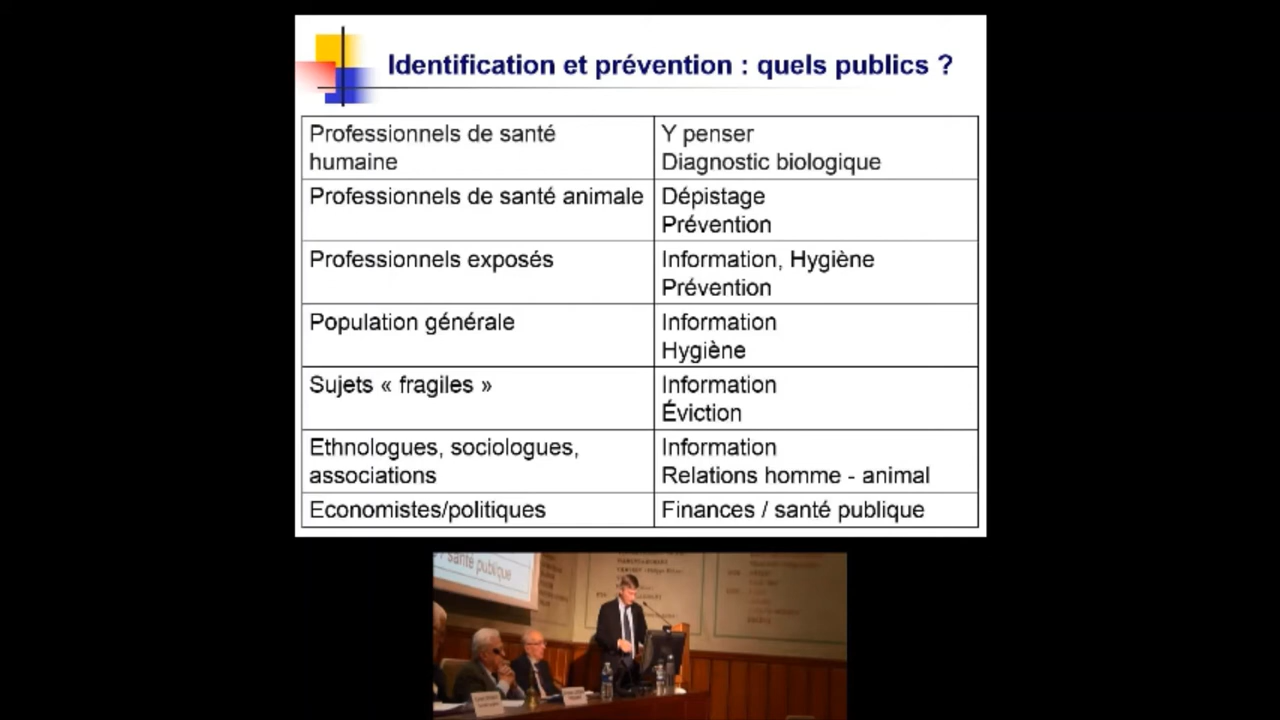 Identification et prévention : quels publics ?
Professionnels de santé
humaine
Y penser
Diagnostic biologique
Professionnels de santé animale
Dépistage
Prévention
Professionnels exposés
Information, Hygiène
Prévention
Population générale
Information
Hygiène
Sujets « fragiles »
Information
Éviction
Ethnologues, sociologues,
associations
Information
Relations homme - animal
Economistes/politiques
Finances / santé publique
santé publique